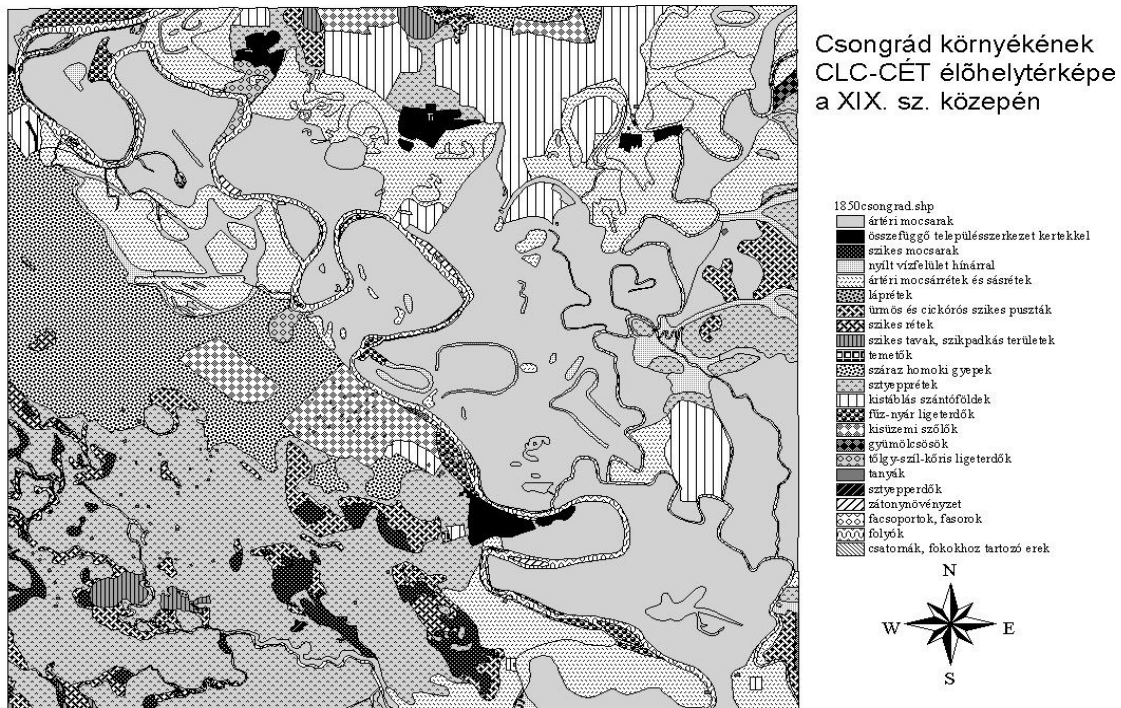 Csongrád környékének
CLC-CÉT élõhelytérképe
a XIX. sz. közepén
1850csongrad.shp
ártéri mocsarak
összefüggő településszerkezet kertekkel
szikes mocsarak
nyílt vízfelület hínárral
ártéri mocsárrétek és sásrétek
láprétek
ürmös és cickórós szikes puszták
szikes rétek
szikes tavak, szikpadkás területek
temetők
száraz homoki gyepek
sztyepprétek
kistáblás szántóföldek
fűz-nyár ligeterdők
kisüzemi szőlők
gyümölcsösök
tölgy-szíl-kőris ligeterdők
tanyák
sztyepperdők
zátonynövényzet
facsoportok, fasorok
folyók
csatornák, fokokhoz tartozó erek
N
W E
S